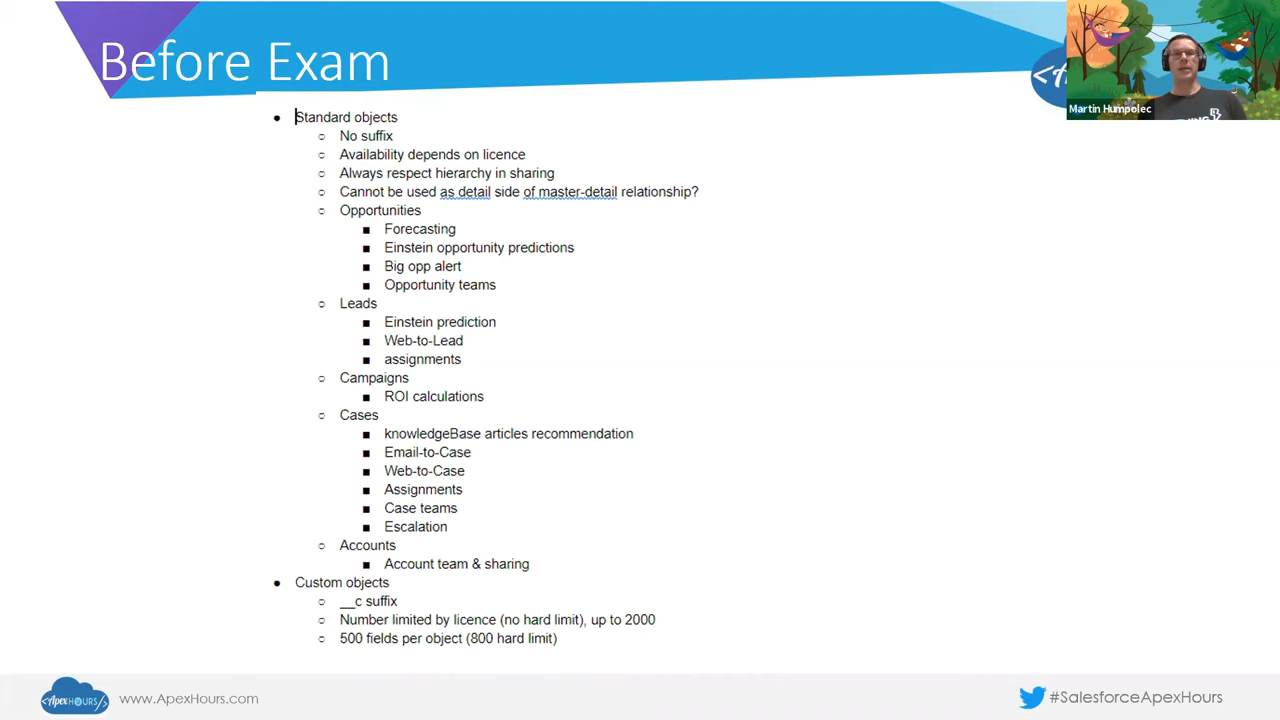 Before Exam
Martin Humpolec
Standard objects
No suffix
Availability depends on licence
Always respect hierarchy in sharing
Cannot be used as detail side of master-detail relationship?
Opportunities
Forecasting
Einstein opportunity predictions
Big opp alert
Opportunity teams
Leads
Einstein prediction
Web-to-Lead
assignments
Campaigns
ROI calculations
Cases
knowledgeBase articles recommendation
Email-to-Case
Web-to-Case
Assignments
Case teams
Escalation
Accounts
Account team & sharing
Custom objects
__c suffix
Number limited by licence (no hard limit), up to 2000
500 fields per object (800 hard limit)
<ApexHOURS/>
www.ApexHours.com
#SalesforceApexHours